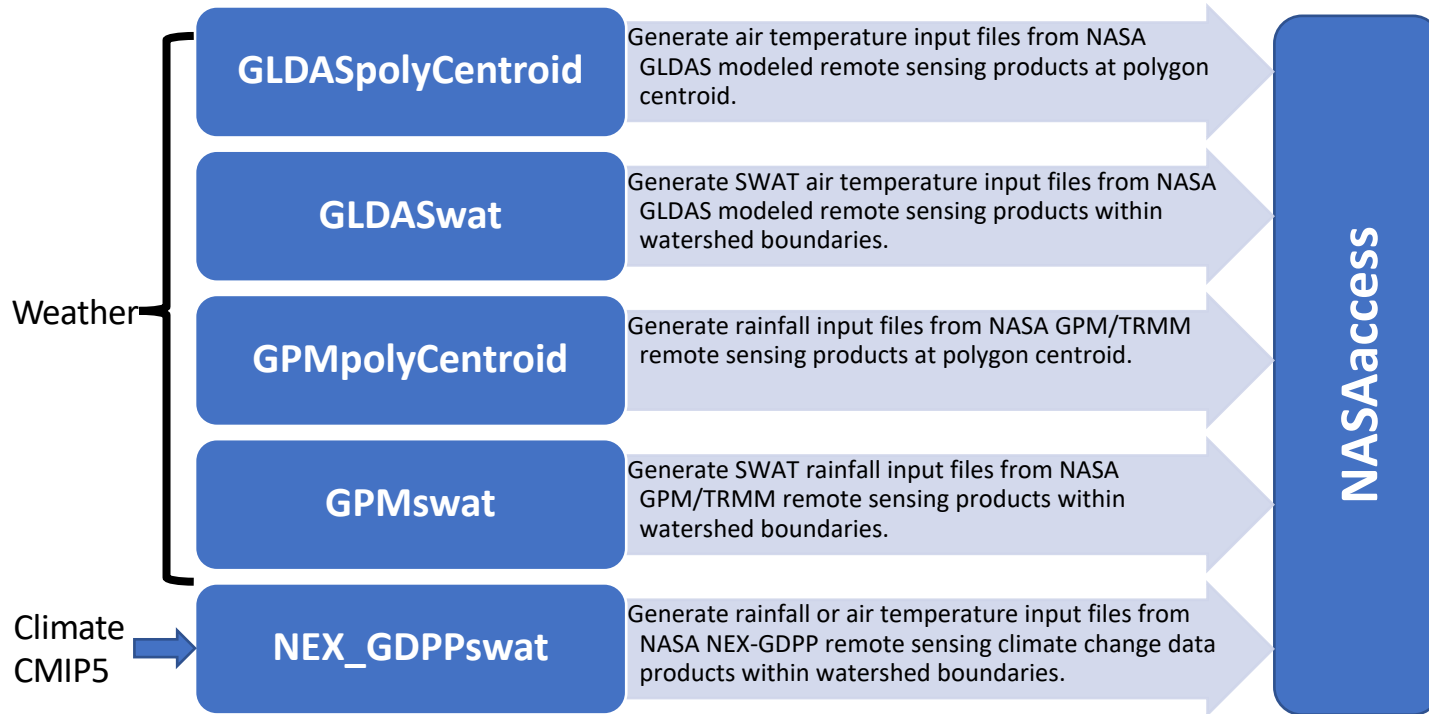 Weather
GLDASpolyCentroid
Generate air temperature input files from NASA
GLDAS modeled remote sensing products at polygon
centroid.
GLDASwat
Generate SWAT air temperature input files from NASA
GLDAS modeled remote sensing products within
watershed boundaries.
GPMpolyCentroid
Generate rainfall input files from NASA GPM/TRMM
remote sensing products at polygon centroid.
GPMswat
Generate SWAT rainfall input files from NASA
GPM/TRMM remote sensing products within
watershed boundaries.
Climate
CMIP5
NEX_GDPPswat
Generate rainfall or air temperature input files from
NASA NEX-GDPP remote sensing climate change data
products within watershed boundaries.
NASAaccess